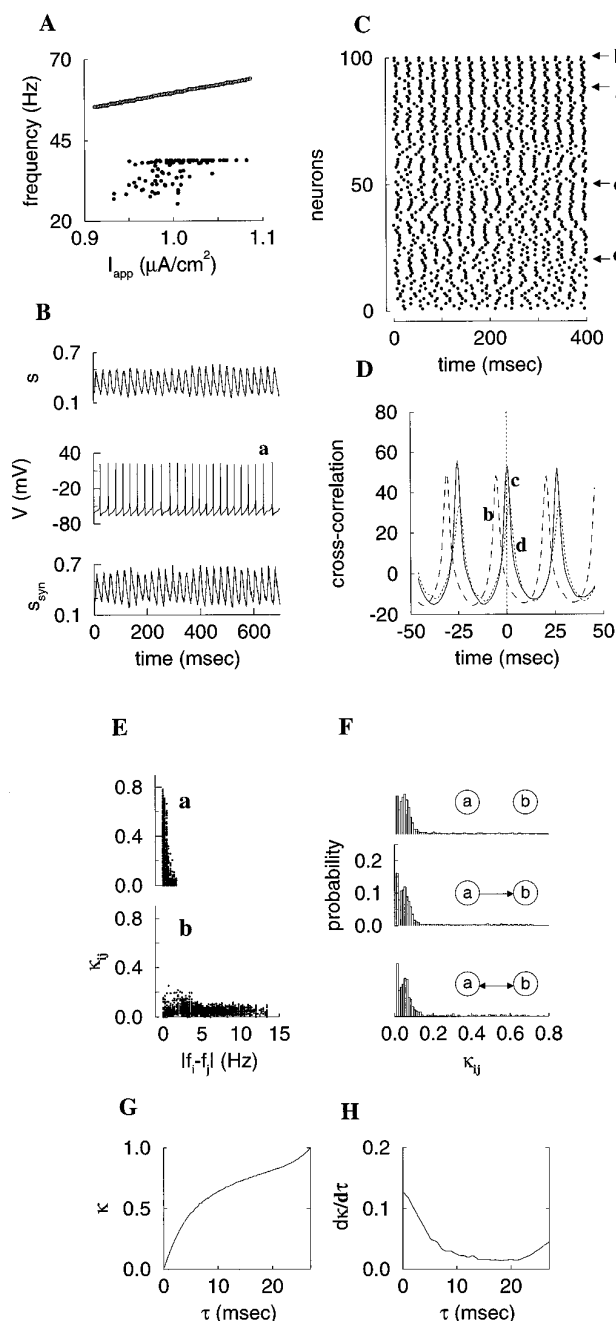 A
70
45
20
frequency (Hz)
0.9 1.0 1.1
I_app (μA/cm²)
B
0.7
0.1
s
40
-20
-80
V (mV)
a
0.7
0.1
s_syn
0 200 400 600
time (msec)
C
100
50
0
neurons
0 200 400
time (msec)
D
80
60
40
20
0
-20
cross-correlation
b
c
d
-50 -25 0 25 50
time (msec)
E
0.8
0.4
0.0
a
0.8
0.4
0.0
b
κ_ij
0 5 10 15
|f_i-f_j| (Hz)
F
a b
0.2
0.1
0.0
probability
a b
a b
0.0 0.2 0.4 0.6 0.8
κ_ij
G
1.0
0.5
0.0
κ
0 10 20
τ (msec)
H
0.2
0.1
0.0
dκ/dτ
0 10 20
τ (msec)